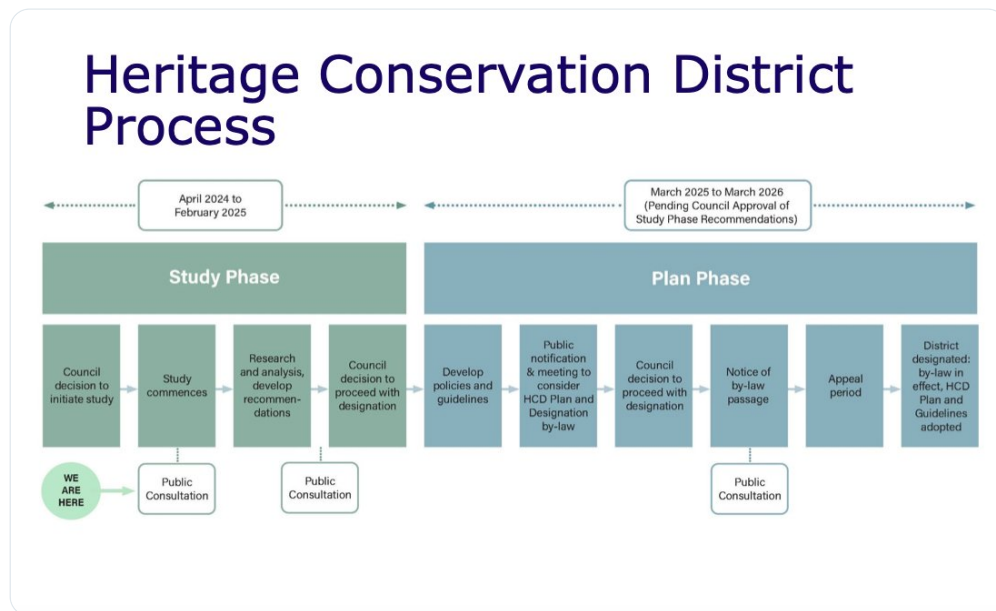 Heritage Conservation District
Process
April 2024 to
February 2025
March 2025 to March 2026
(Pending Council Approval of
Study Phase Recommendations)
Study Phase
Plan Phase
Council
decision to
initiate study
Study
commences
Research
and analysis,
develop
recommen-
dations
Council
decision to
proceed with
designation
Develop
policies and
guidelines
Public
notification
& meeting to
consider
HCD Plan and
Designation
by-law
Council
decision to
proceed with
designation
Notice of
by-law
passage
Appeal
period
District
designated:
by-law in
effect, HCD
Plan and
Guidelines
adopted
WE
ARE
HERE
Public
Consultation
Public
Consultation
Public
Consultation